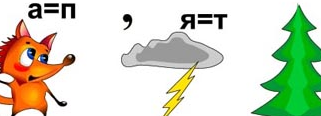 а=п , я=т